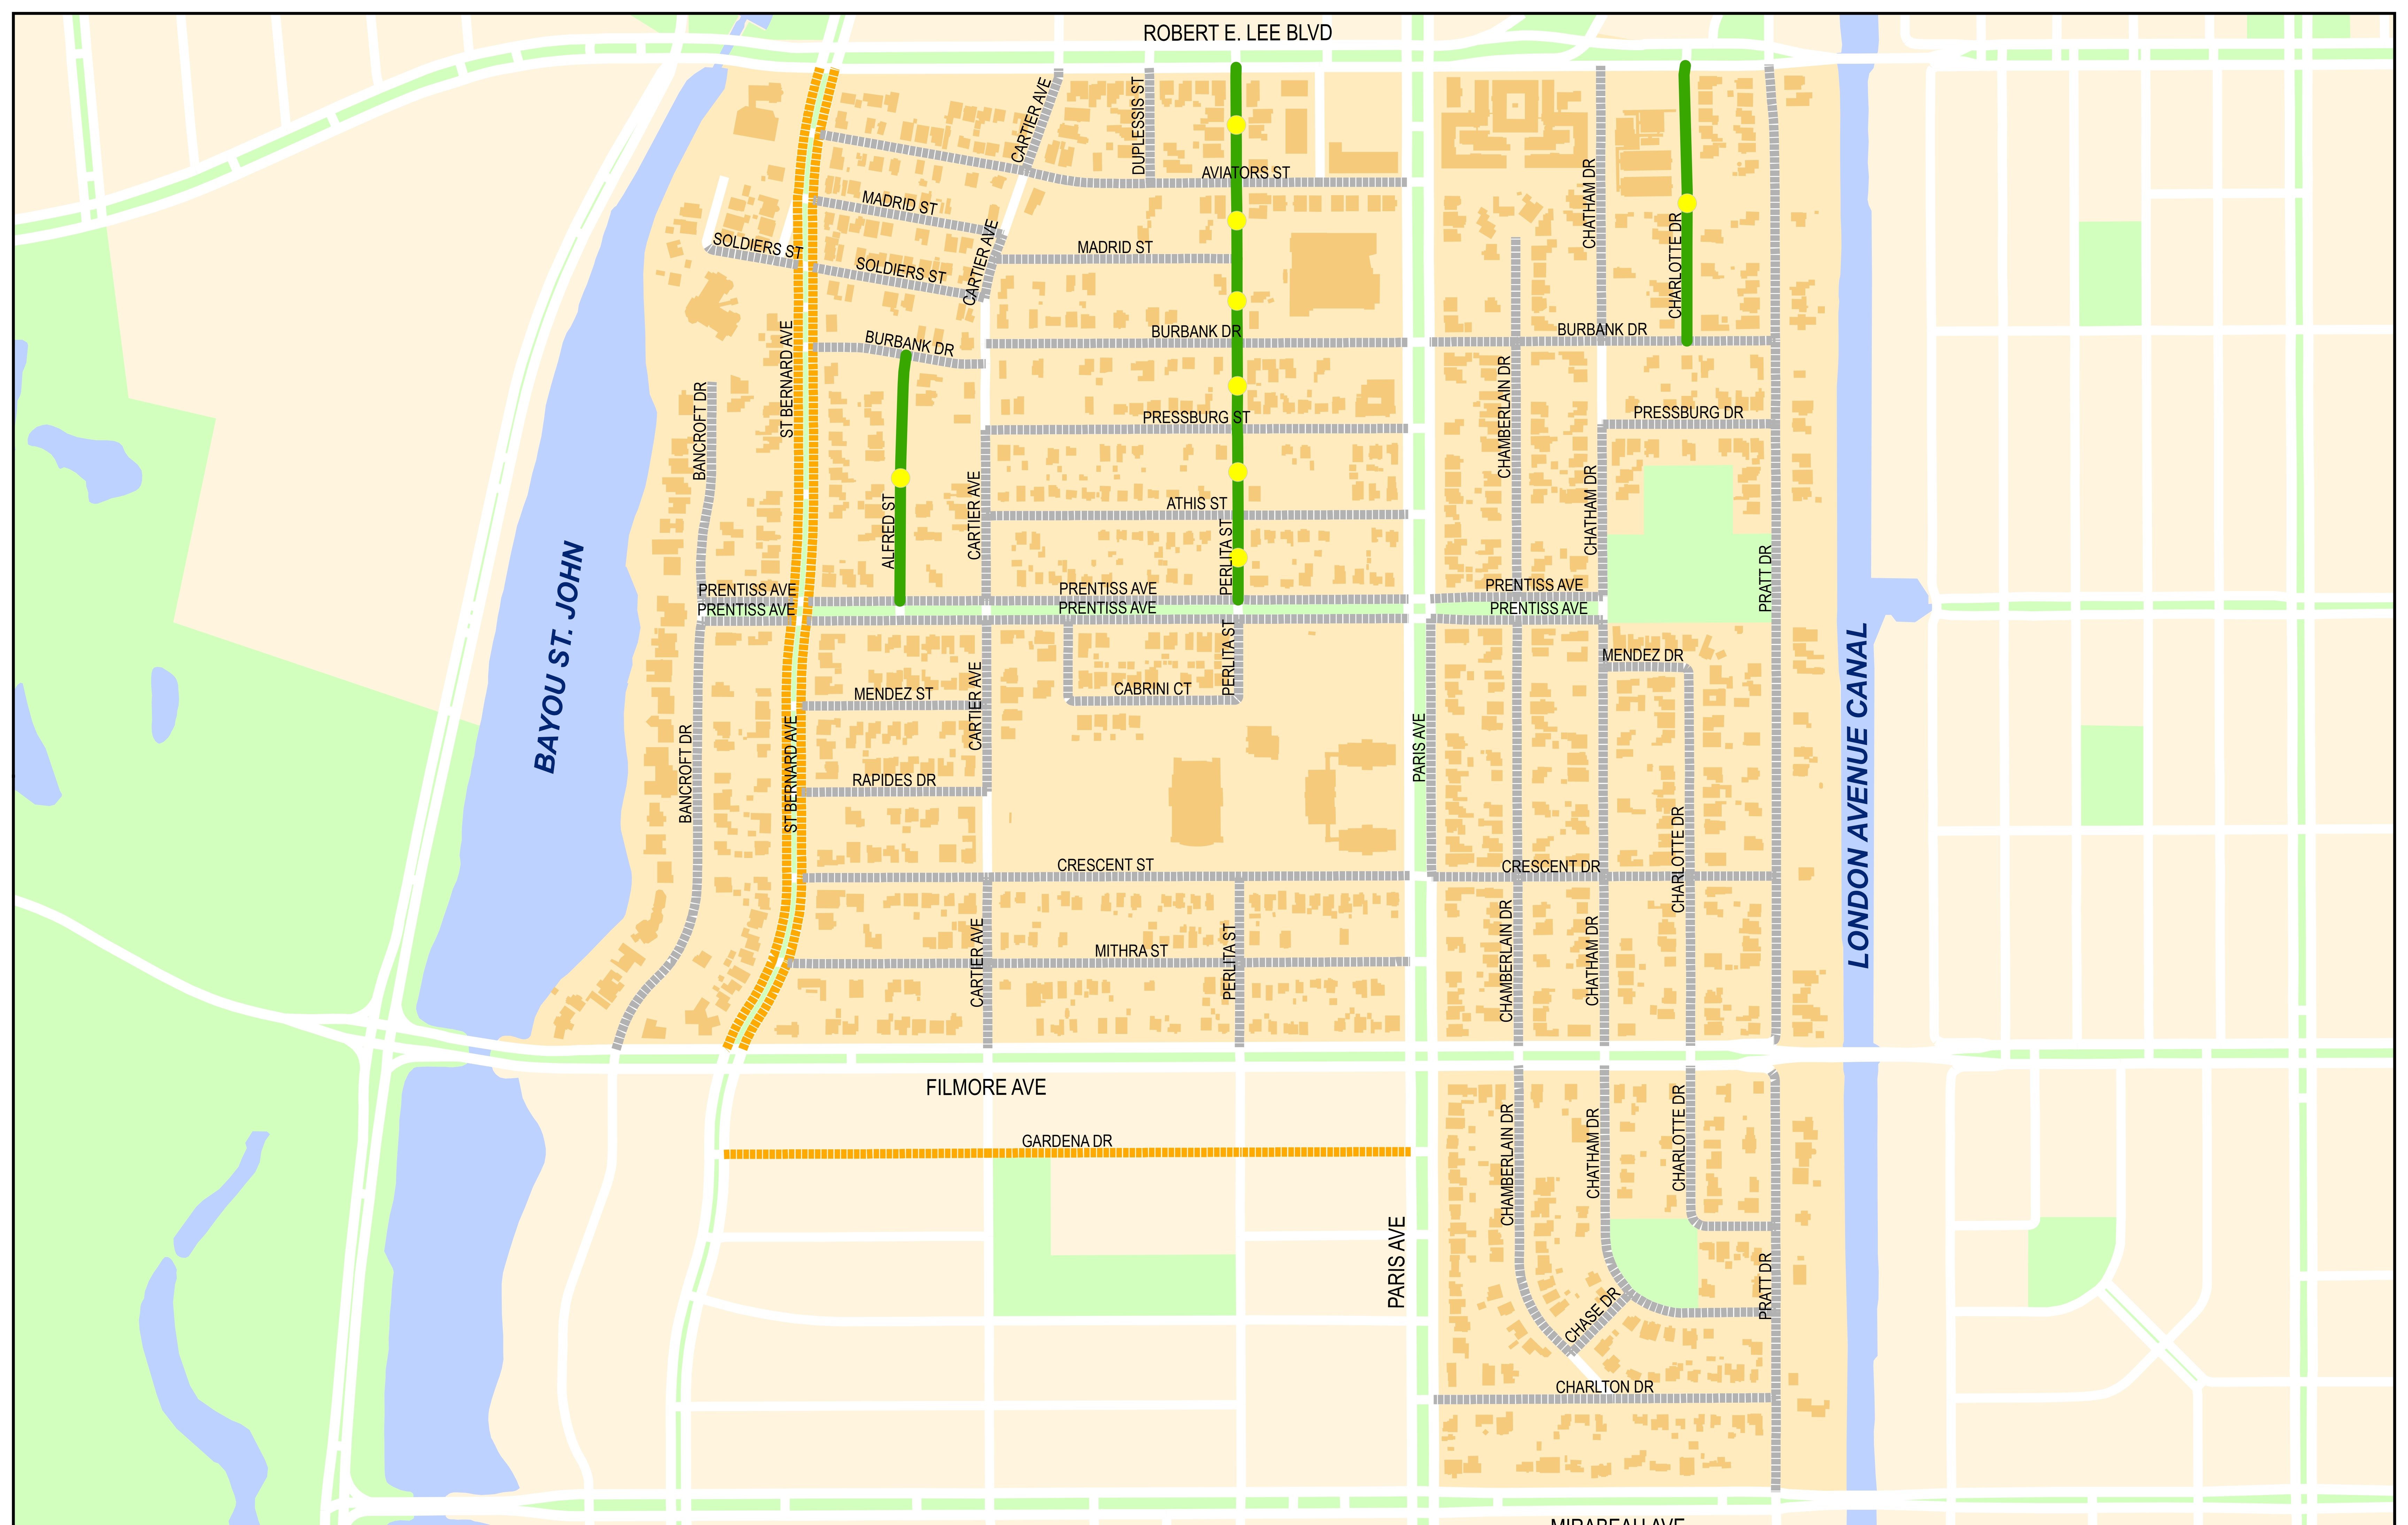 ROBERT E. LEE BLVD
CARTIER AVE
DUPLESSIS ST
AVIATORS ST
CHATHAM DR
CHARLOTTE DR
MADRID ST
SOLDIERS ST
SOLDIERS ST
CARTIER AVE
MADRID ST
BURBANK DR
BURBANK DR
BURBANK DR
ST BERNARD AVE
BANCROFT DR
PRESSBURG ST
PRESSBURG DR
CHAMBERLAIN DR
ALFRED ST
CARTIER AVE
ATHIS ST
PERLITA ST
CHATHAM DR
PRATT DR
BAYOU ST. JOHN
PRENTISS AVE
PRENTISS AVE
PRENTISS AVE
PRENTISS AVE
PRENTISS AVE
PRENTISS AVE
PERLITA ST
MENDEZ DR
LONDON AVENUE CANAL
MENDEZ ST
CABRINI CT
CARTIER AVE
PARIS AVE
BANCROFT DR
ST BERNARD AVE
RAPIDES DR
CHARLOTTE DR
CRESCENT ST
CRESCENT DR
CARTIER AVE
MITHRA ST
PERLITA ST
CHAMBERLAIN DR
CHATHAM DR
FILMORE AVE
GARDENA DR
CHAMBERLAIN DR
CHATHAM DR
CHARLOTTE DR
PARIS AVE
PRATT DR
CHASE DR
CHARLTON DR
MIRABEAU AVE